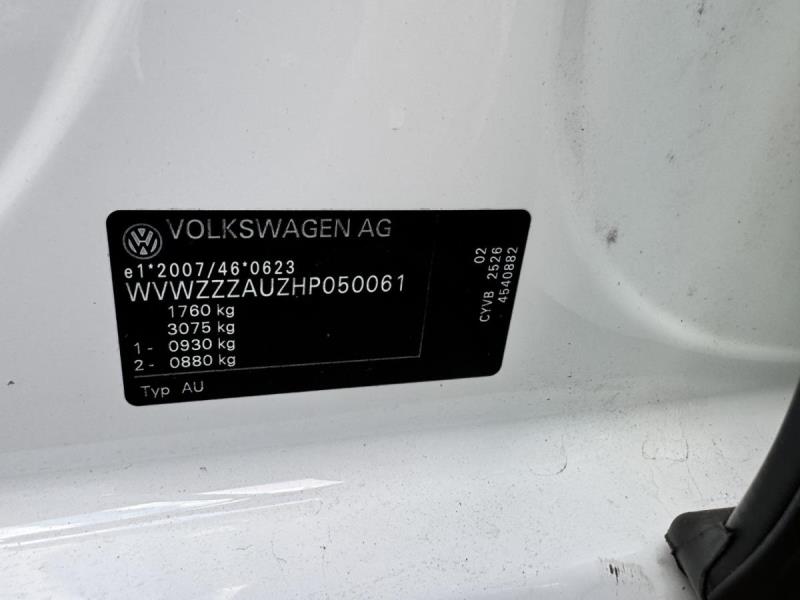 VOLKSWAGEN AG
e1*2007/46*0623
WVWZZZAUZHP050061
1760 kg
3075 kg
1 - 0930 kg
2 - 0880 kg
Typ AU
02
CYVB 2526
4540882